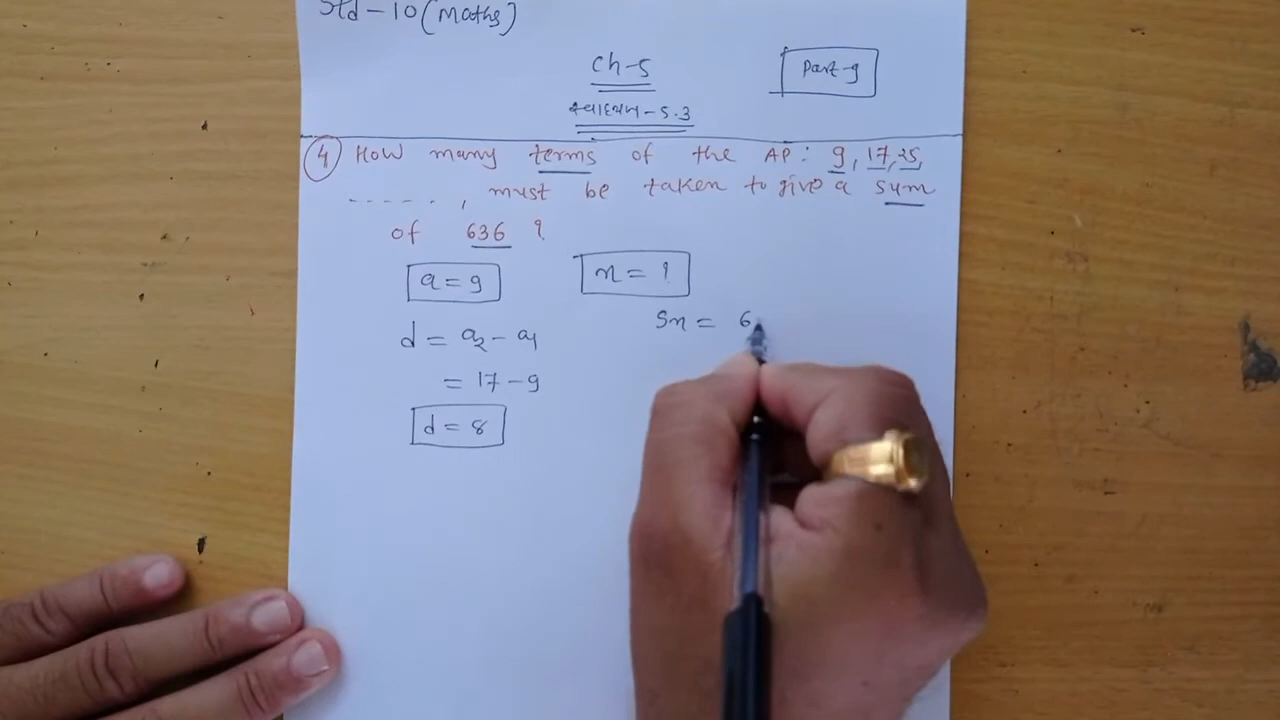 Std - 10 (Maths)
Ch-5
Part-9
સ્વાધ્યાય - 5.3
4 How many terms of the AP: 9, 17, 25,
------, must be taken to give a sum
of 636 ?
a = 9
n = ?
d = a2 - a1
Sn = 6
= 17 - 9
d = 8